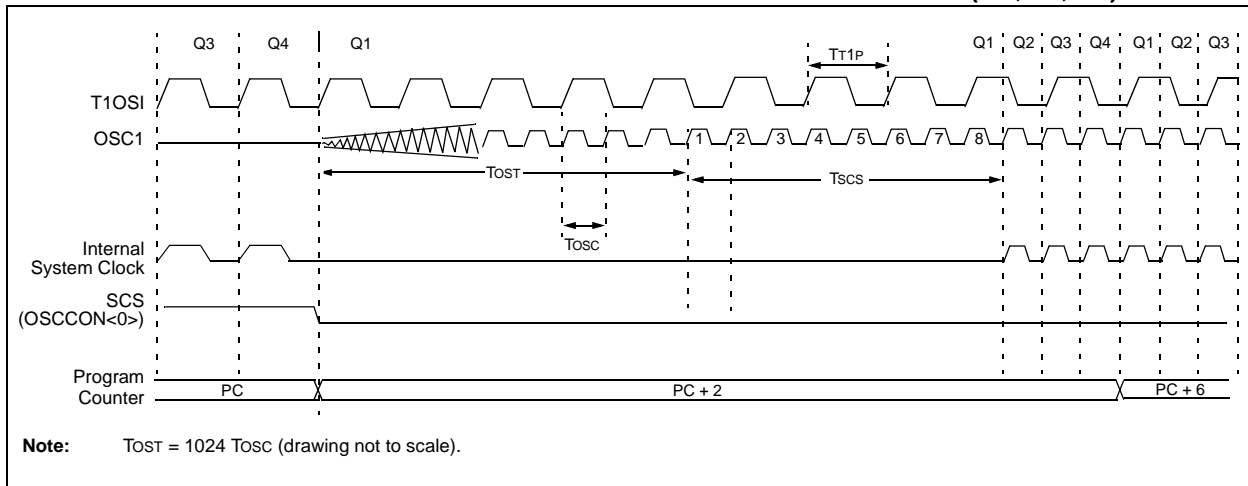 Q3 Q4 Q1 Q1 Q2 Q3 Q4 Q1 Q2 Q3
TT1P
T1OSI
OSC1
1 2 3 4 5 6 7 8
TOST
TSCS
TOSC
Internal
System Clock
SCS
(OSCCON<0>)
Program
Counter
PC
PC + 2
PC + 6
Note: TOST = 1024 TOSC (drawing not to scale).